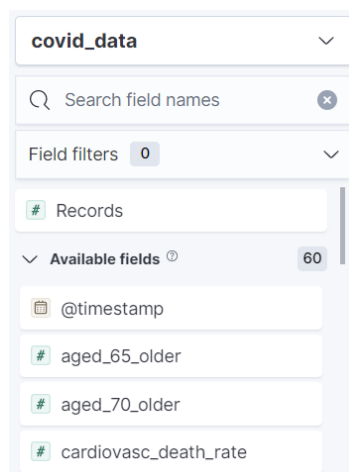 covid_data
Search field names
Field filters 0
# Records
Available fields ? 60
@timestamp
# aged_65_older
# aged_70_older
# cardiovasc_death_rate